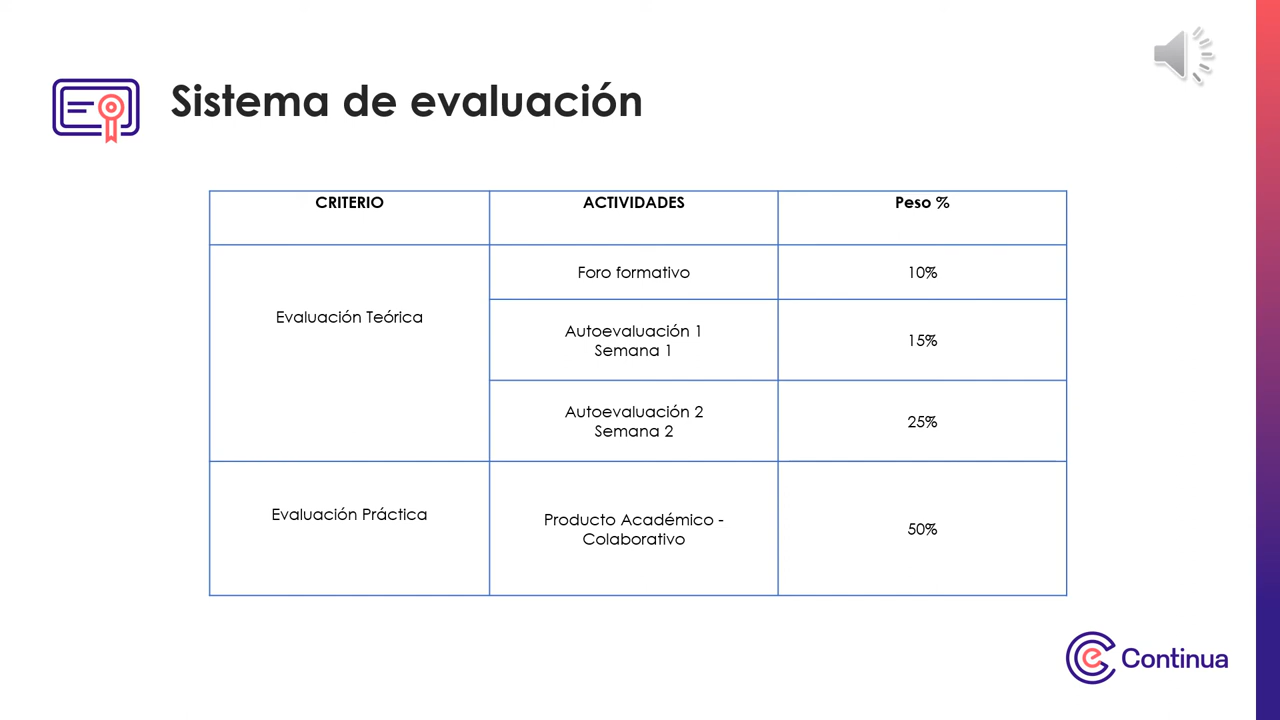 Sistema de evaluación
CRITERIO
ACTIVIDADES
Peso %
Evaluación Teórica
Foro formativo
10%
Autoevaluación 1
Semana 1
15%
Autoevaluación 2
Semana 2
25%
Evaluación Práctica
Producto Académico -
Colaborativo
50%
e Continua